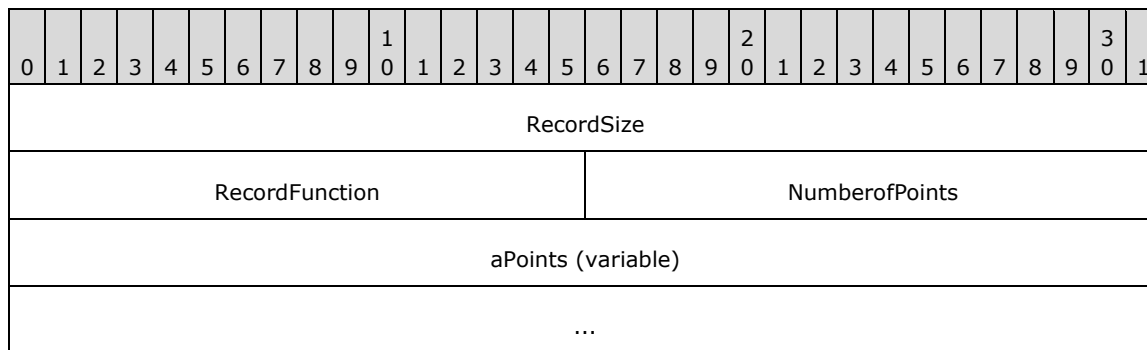 1 2 3
0 1 2 3 4 5 6 7 8 9 0 1 2 3 4 5 6 7 8 9 0 1 2 3 4 5 6 7 8 9 0 1
RecordSize
RecordFunction NumberofPoints
aPoints (variable)
...